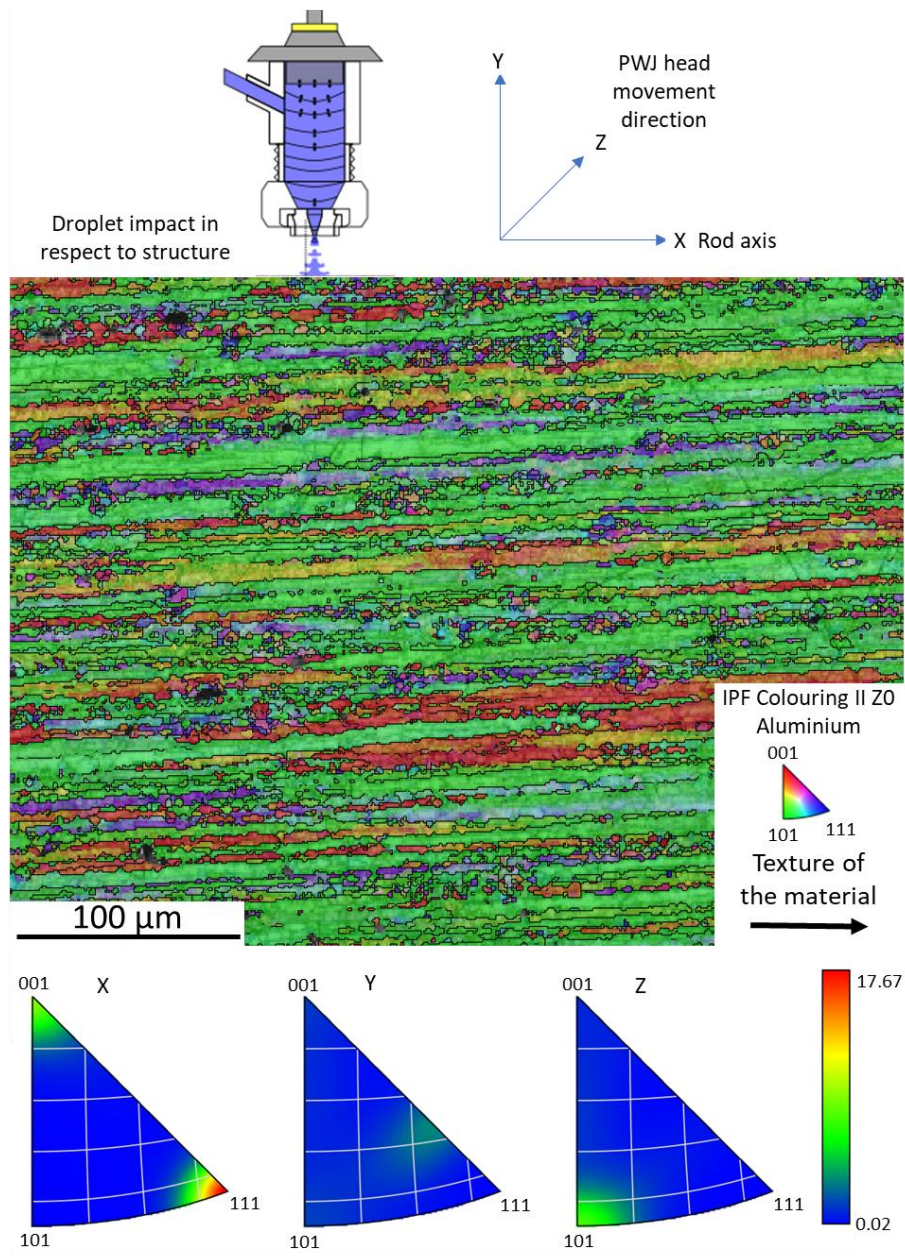 PWJ head
movement
direction
Y
Z
X Rod axis
Droplet impact in
respect to structure
IPF Colouring II Z0
Aluminium
001
101
111
Texture of
the material
100 µm
001
X
101
111
001
Y
101
111
001
Z
101
111
17.67
0.02